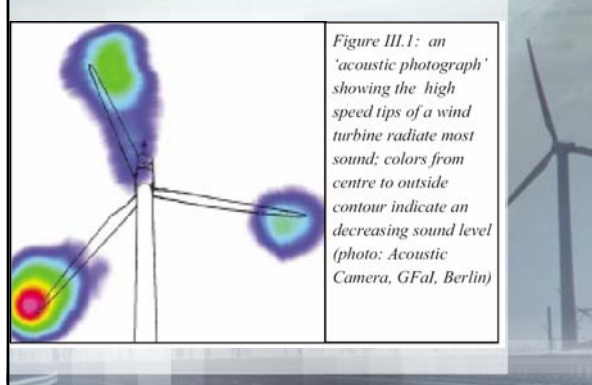 Figure III.1: an
‘acoustic photograph’
showing the high
speed tips of a wind
turbine radiate most
sound; colors from
centre to outside
contour indicate an
decreasing sound level
(photo: Acoustic
Camera, GFaI, Berlin)